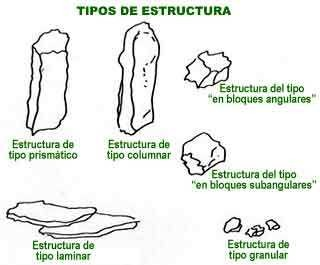 TIPOS DE ESTRUCTURA
Estructura de
tipo prismático
Estructura de
tipo columnar
Estructura del tipo
"en bloques angulares"
Estructura del tipo
"en bloques subangulares"
Estructura de
tipo laminar
Estructura de
tipo granular